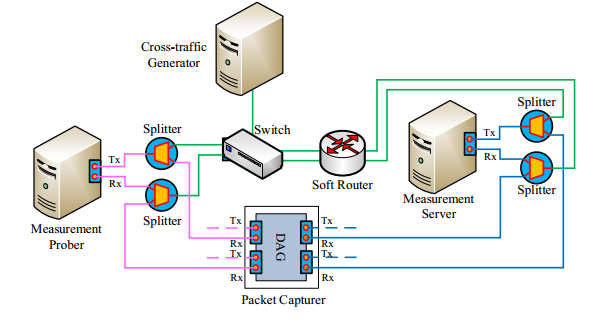 Cross-traffic
Generator
Splitter
Switch
Splitter
Tx
Tx
Rx
Rx
Soft Router
Splitter
Splitter
Measurement
Prober
Measurement
Server
Tx
Tx
Rx
Rx
Tx
Tx
DAG
Rx
Rx
Packet Capturer